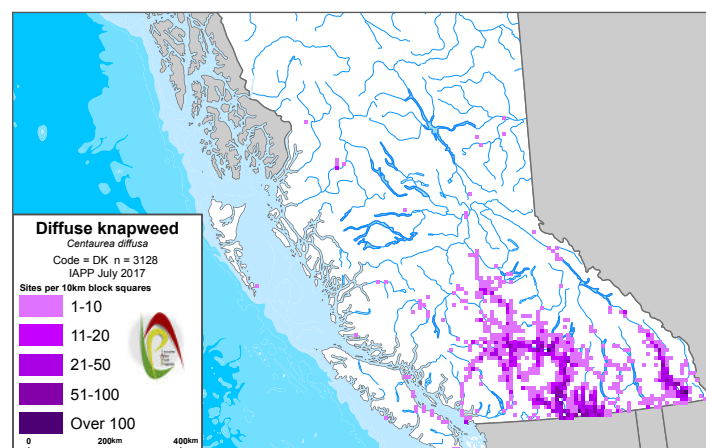 Diffuse knapweed
Centaurea diffusa
Code = DK n = 3128
IAPP July 2017
Sites per 10km block squares
1-10
11-20
21-50
51-100
Over 100
0 200km 400km